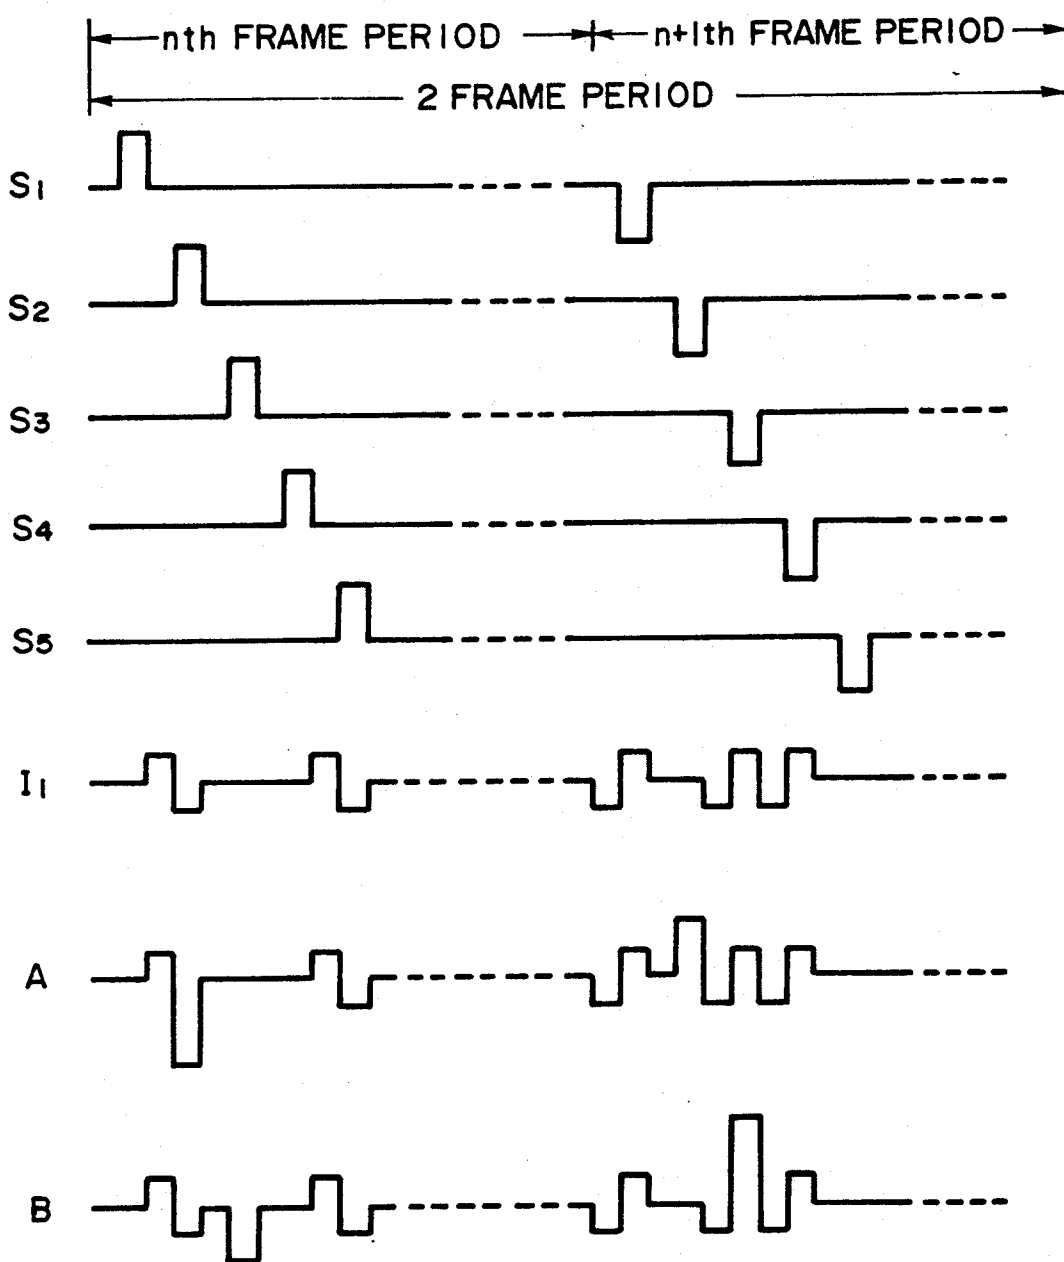 nth FRAME PERIOD n+1th FRAME PERIOD
2 FRAME PERIOD
S1
S2
S3
S4
S5
I1
A
B